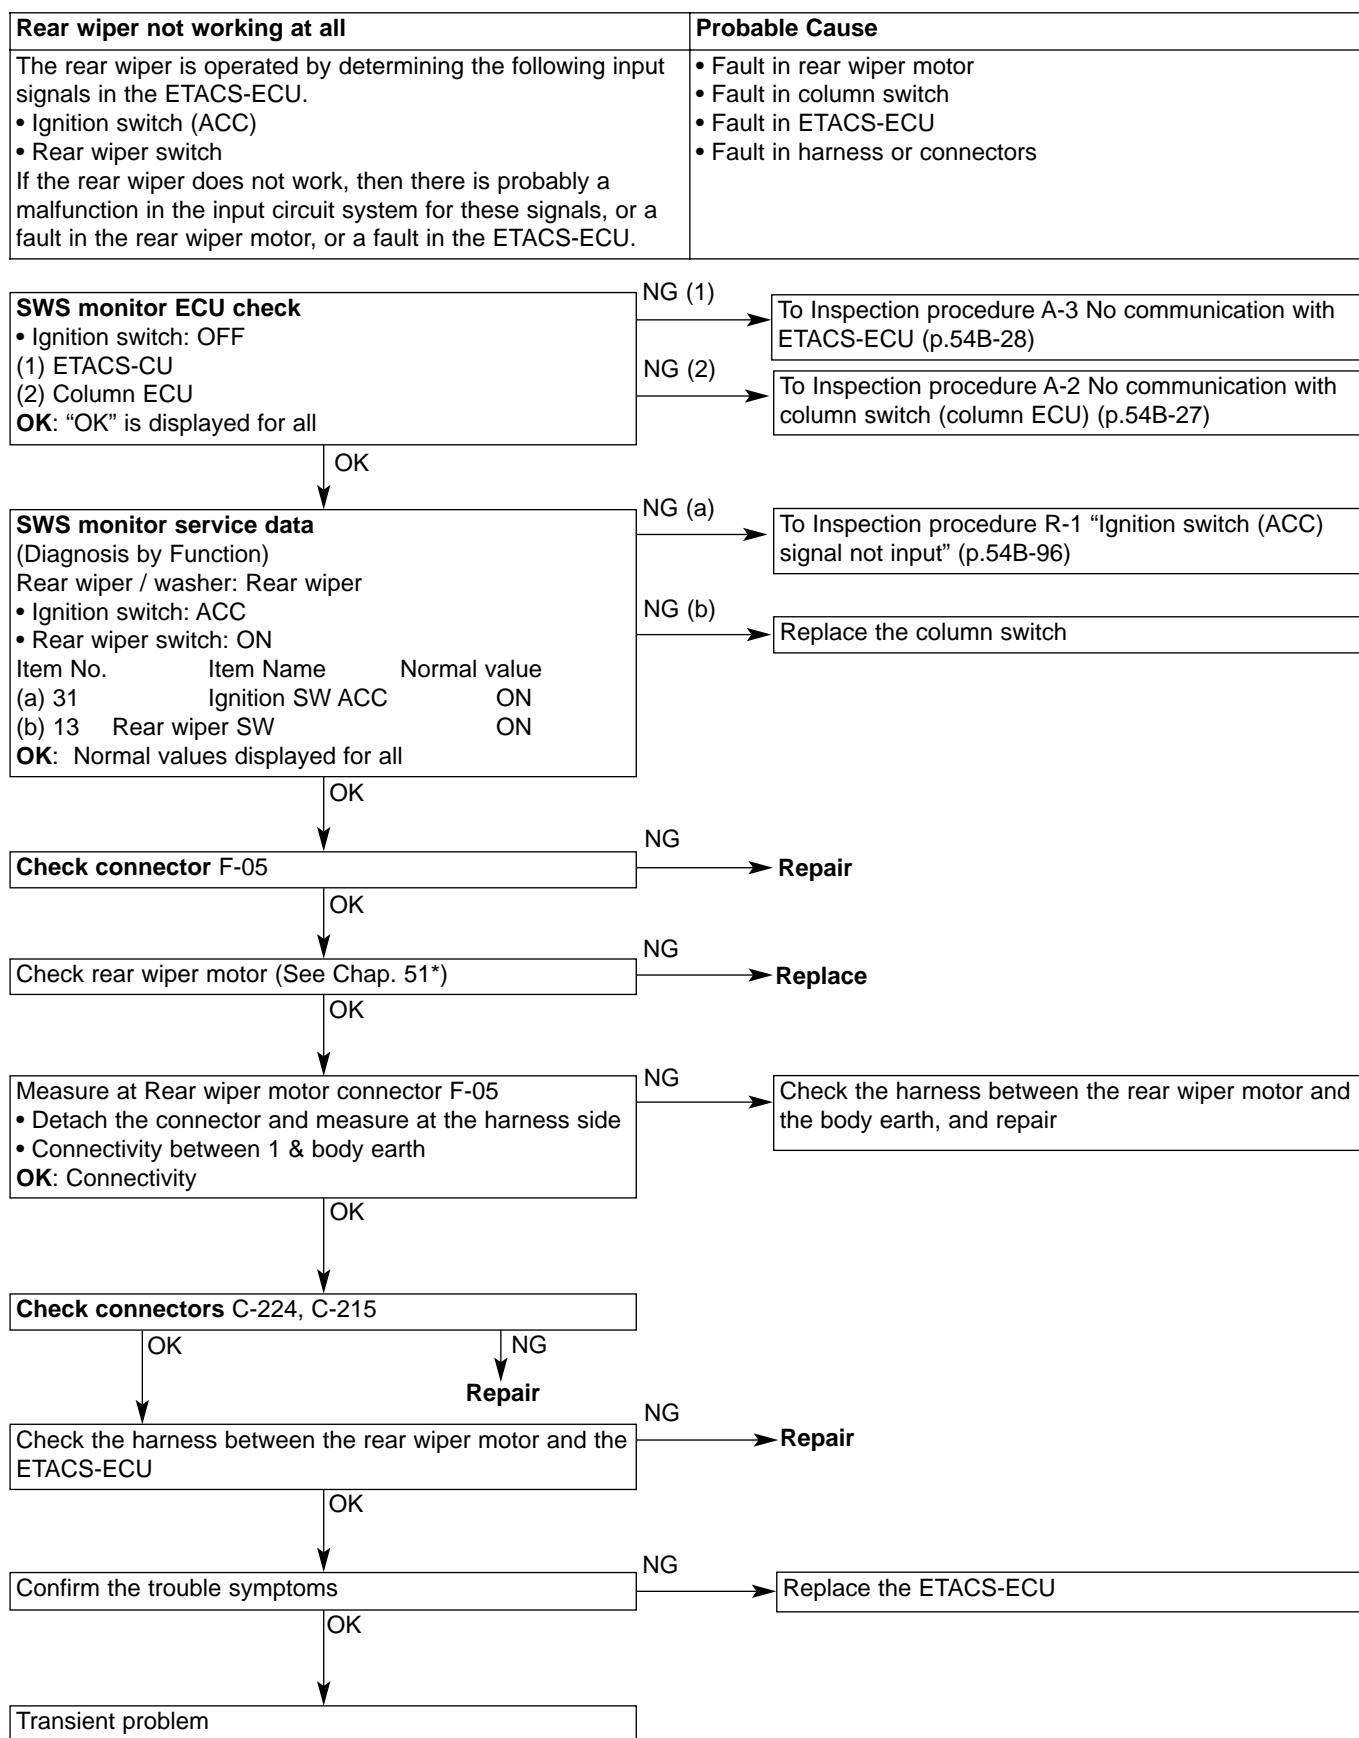 Rear wiper not working at all
Probable Cause
The rear wiper is operated by determining the following input
signals in the ETACS-ECU.
• Ignition switch (ACC)
• Rear wiper switch
If the rear wiper does not work, then there is probably a
malfunction in the input circuit system for these signals, or a
fault in the rear wiper motor, or a fault in the ETACS-ECU.
• Fault in rear wiper motor
• Fault in column switch
• Fault in ETACS-ECU
• Fault in harness or connectors
SWS monitor ECU check
• Ignition switch: OFF
(1) ETACS-CU
(2) Column ECU
OK: “OK” is displayed for all
NG (1)
To Inspection procedure A-3 No communication with
ETACS-ECU (p.54B-28)
NG (2)
To Inspection procedure A-2 No communication with
column switch (column ECU) (p.54B-27)
OK
SWS monitor service data
(Diagnosis by Function)
Rear wiper / washer: Rear wiper
• Ignition switch: ACC
• Rear wiper switch: ON
Item No. Item Name Normal value
(a) 31 Ignition SW ACC ON
(b) 13 Rear wiper SW ON
OK: Normal values displayed for all
NG (a)
To Inspection procedure R-1 “Ignition switch (ACC)
signal not input” (p.54B-96)
NG (b)
Replace the column switch
OK
Check connector F-05
NG
Repair
OK
Check rear wiper motor (See Chap. 51*)
NG
Replace
OK
Measure at Rear wiper motor connector F-05
• Detach the connector and measure at the harness side
• Connectivity between 1 & body earth
OK: Connectivity
NG
Check the harness between the rear wiper motor and
the body earth, and repair
OK
Check connectors C-224, C-215
OK
NG
Repair
Check the harness between the rear wiper motor and the
ETACS-ECU
NG
Repair
OK
Confirm the trouble symptoms
NG
Replace the ETACS-ECU
OK
Transient problem